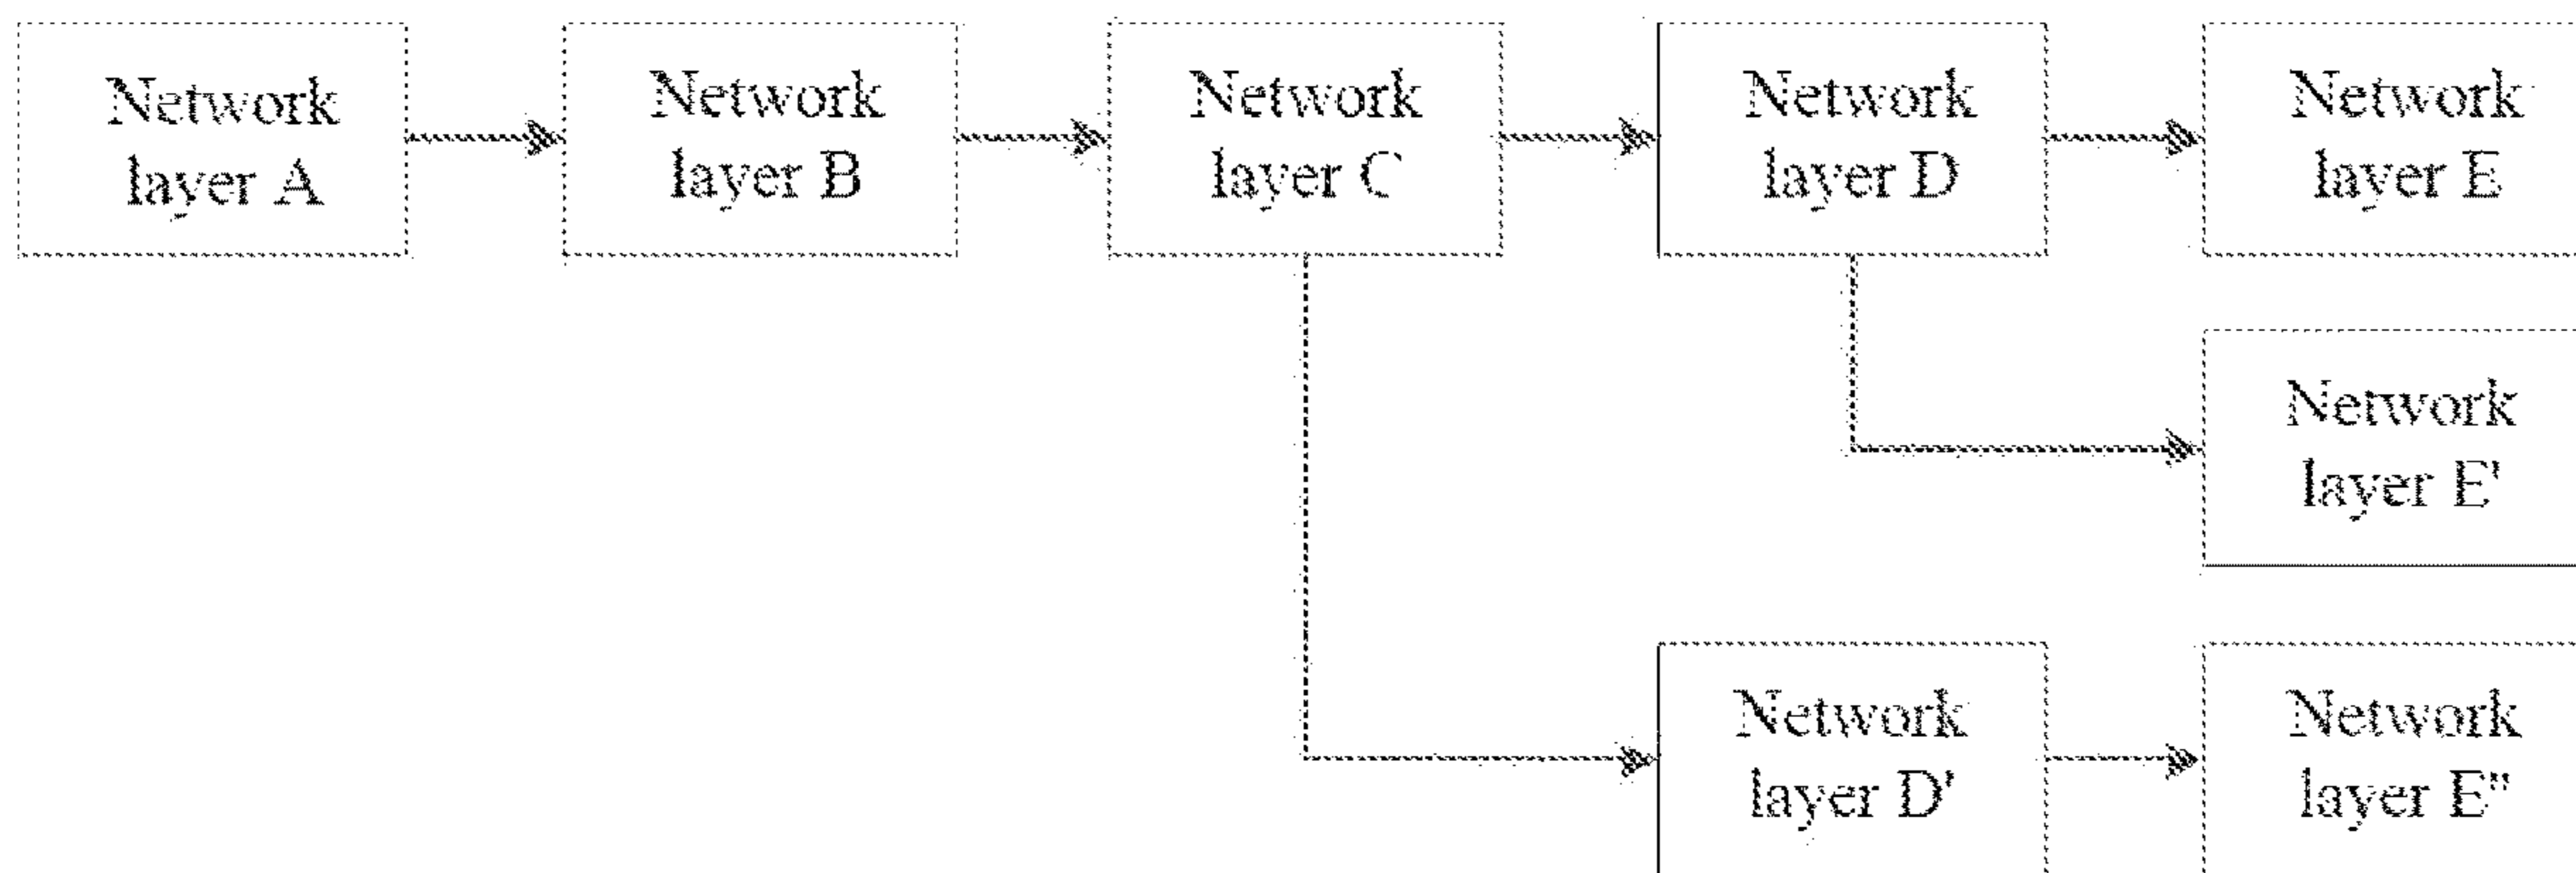 Network
layer A
Network
layer B
Network
layer C
Network
layer D
Network
layer E
Network
layer E'
Network
layer D'
Network
layer E"